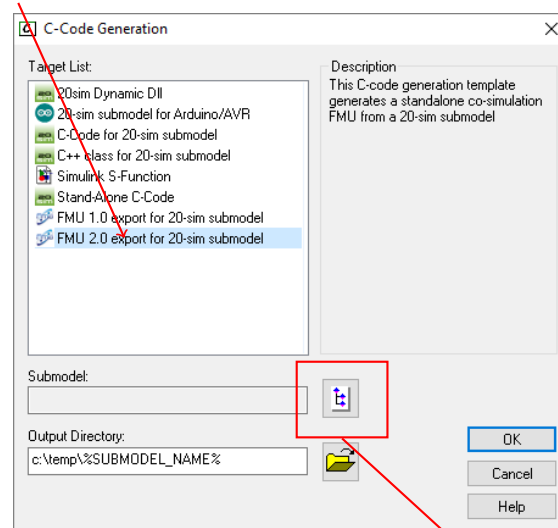 C-Code Generation
Target List:
20sim Dynamic Dll
20-sim submodel for Arduino/AVR
C-Code for 20-sim submodel
C++ class for 20-sim submodel
Simulink S-Function
Stand-Alone C-Code
FMU 1.0 export for 20-sim submodel
FMU 2.0 export for 20-sim submodel
Description
This C-code generation template
generates a standalone co-simulation
FMU from a 20-sim submodel
Submodel:
Output Directory:
c:\temp\%SUBMODEL_NAME%
OK
Cancel
Help